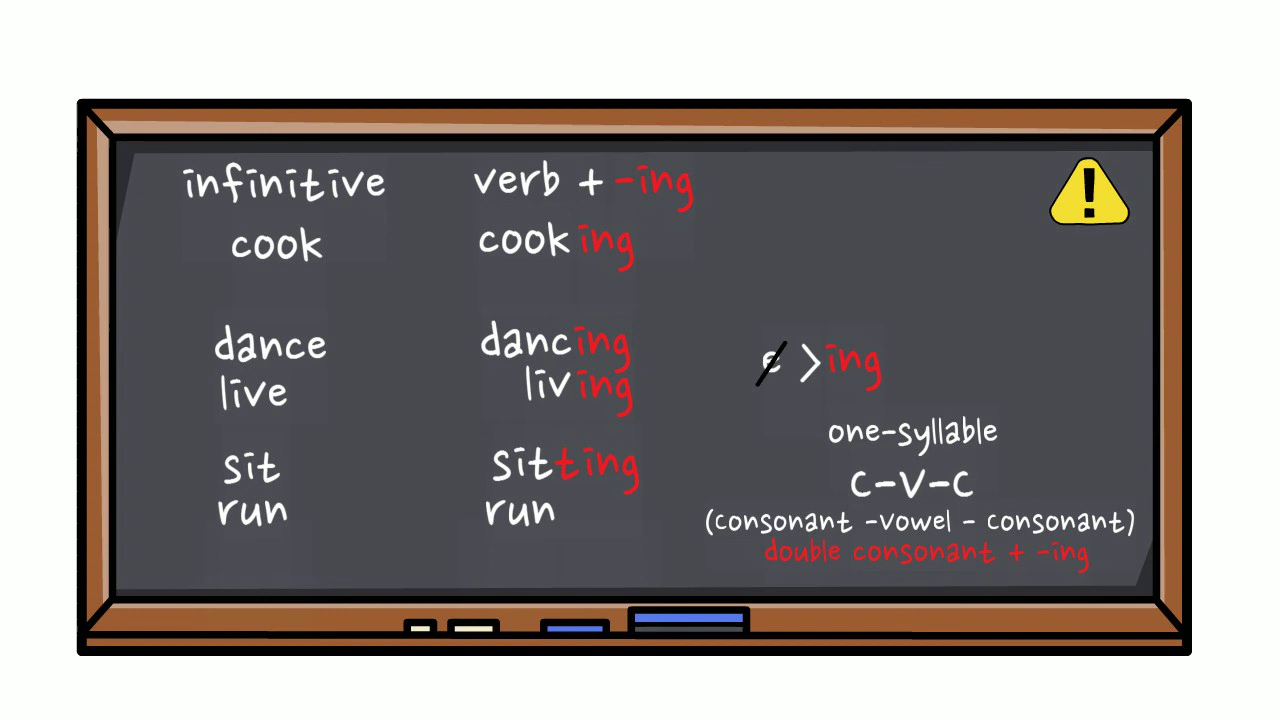 infinitive verb + -ing
cook cooking
dance dancing
live living
e > ing
one-syllable
sit sitting
C-V-C
run run
(consonant -vowel - consonant)
double consonant + -ing